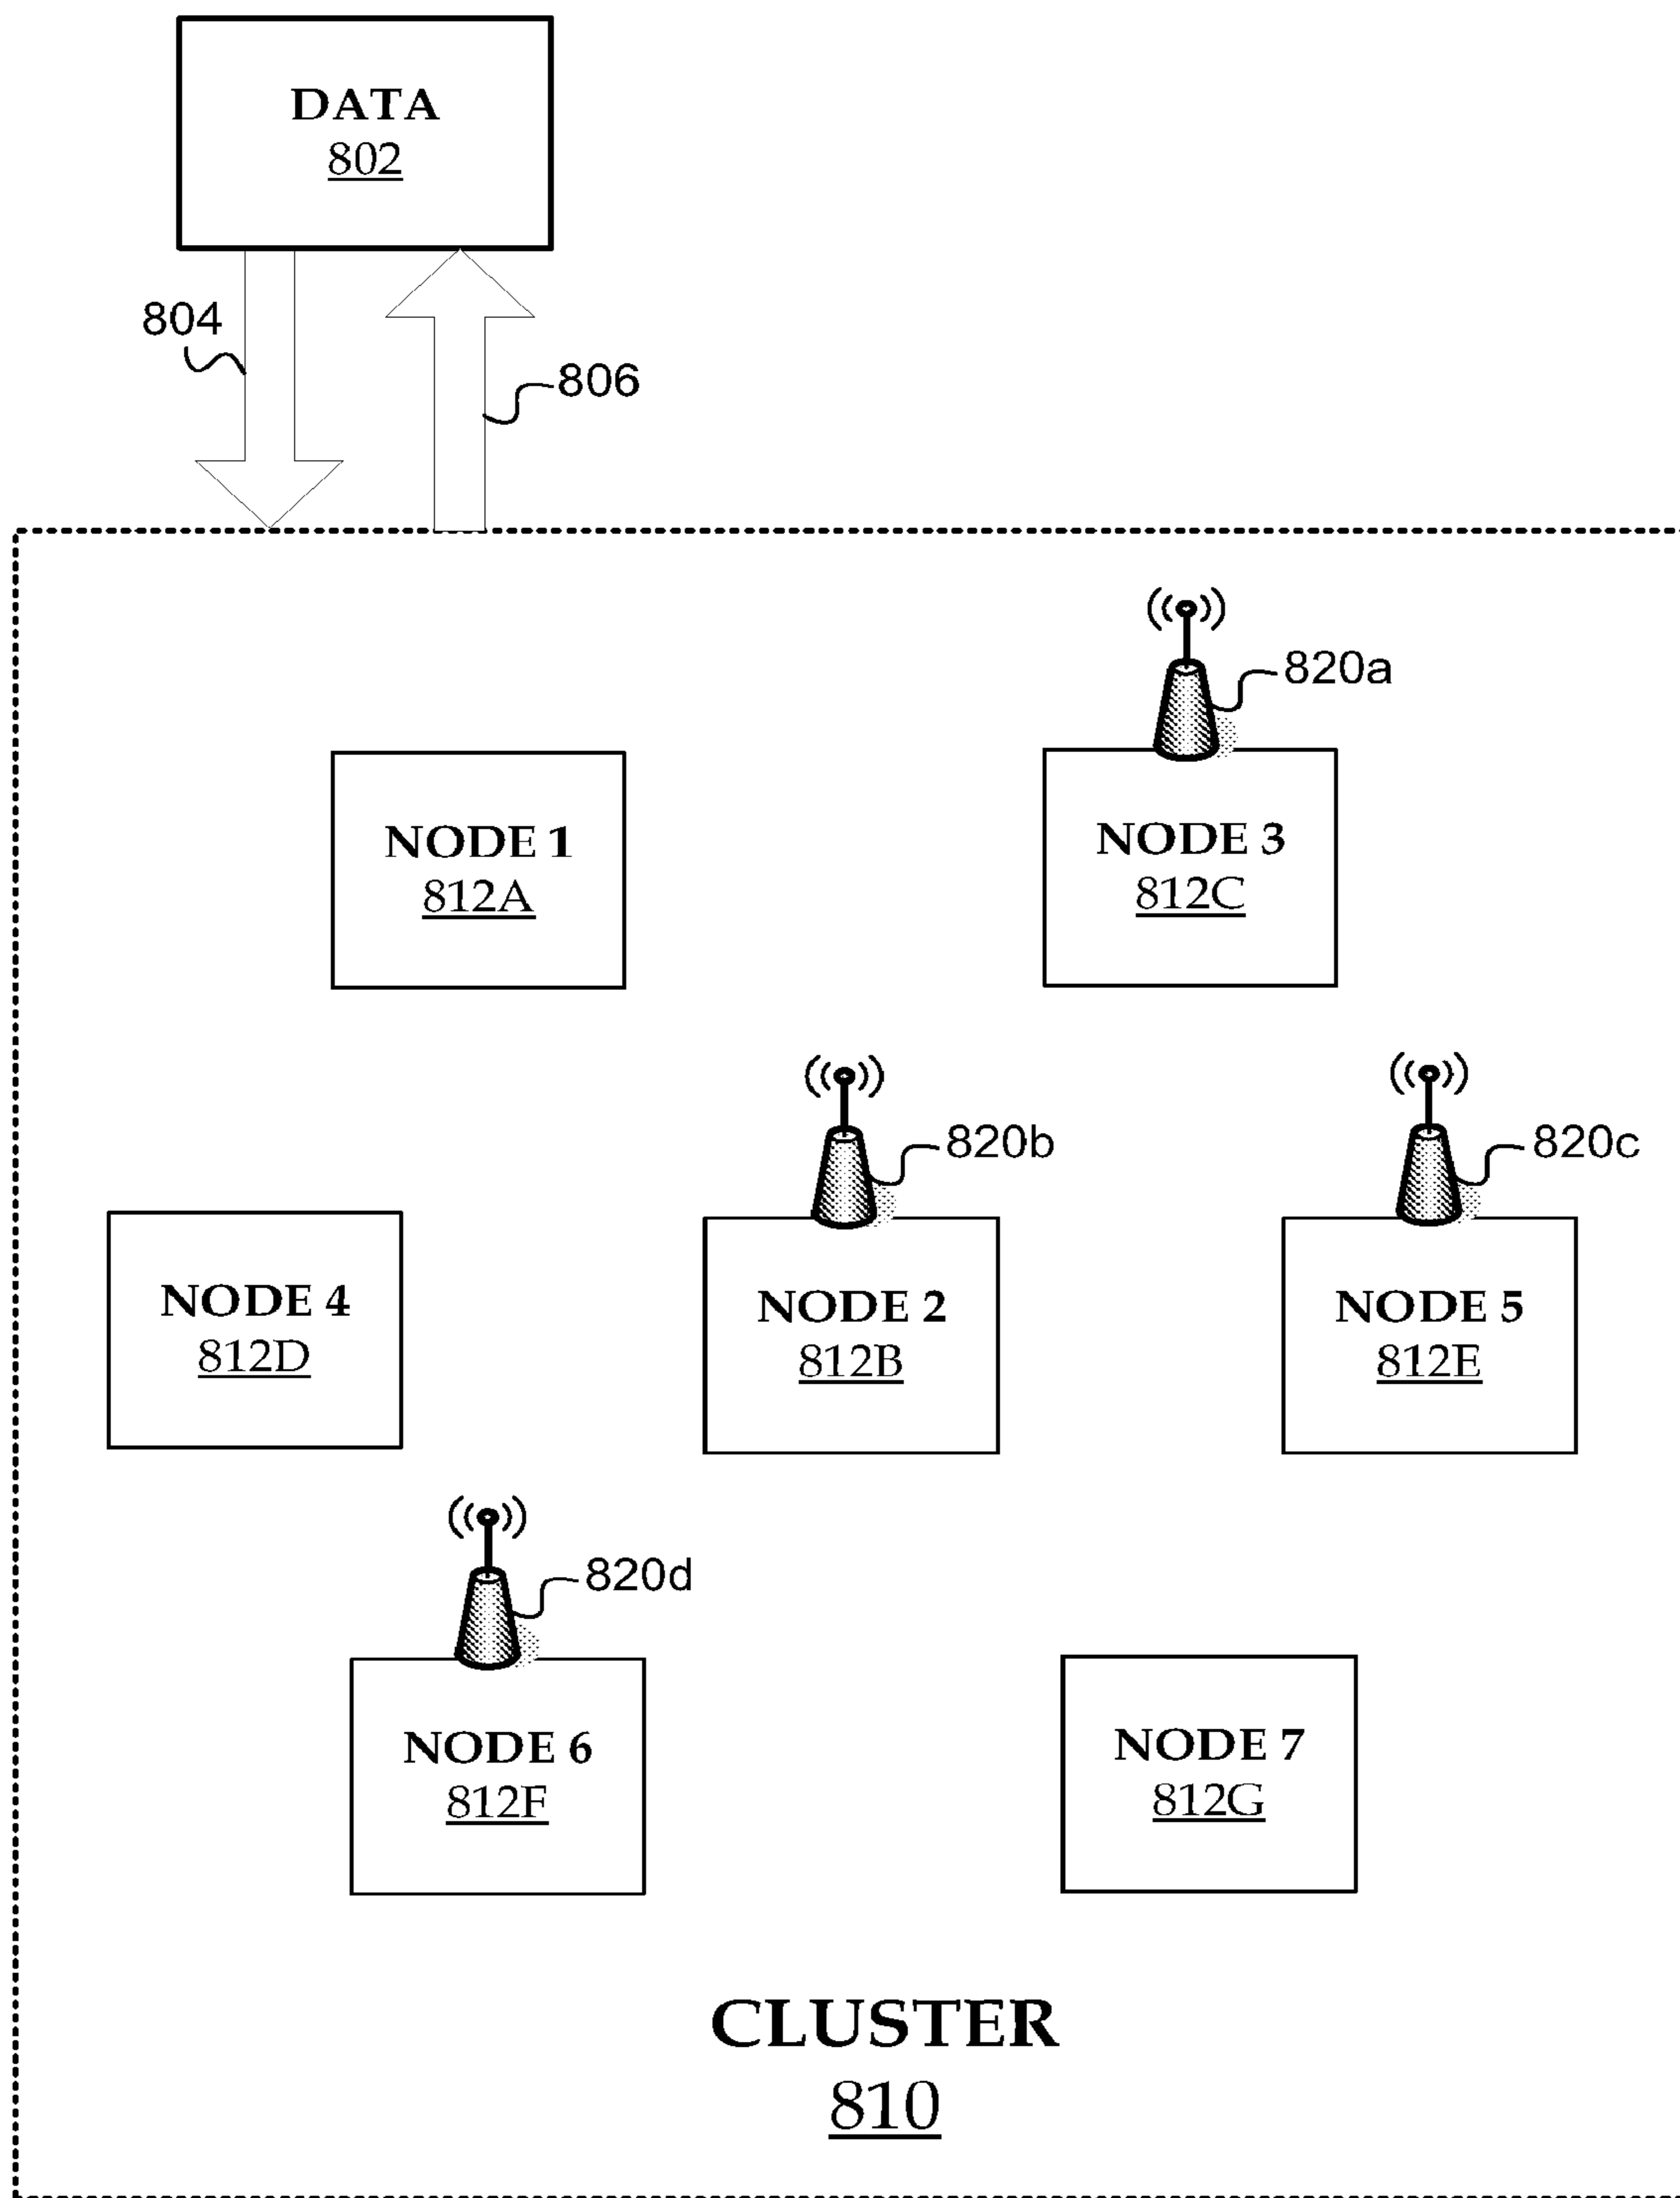 DATA
802
804
806
820a
NODE 1
812A
NODE 3
812C
820b
820c
NODE 4
812D
NODE 2
812B
NODE 5
812E
820d
NODE 6
812F
NODE 7
812G
CLUSTER
810